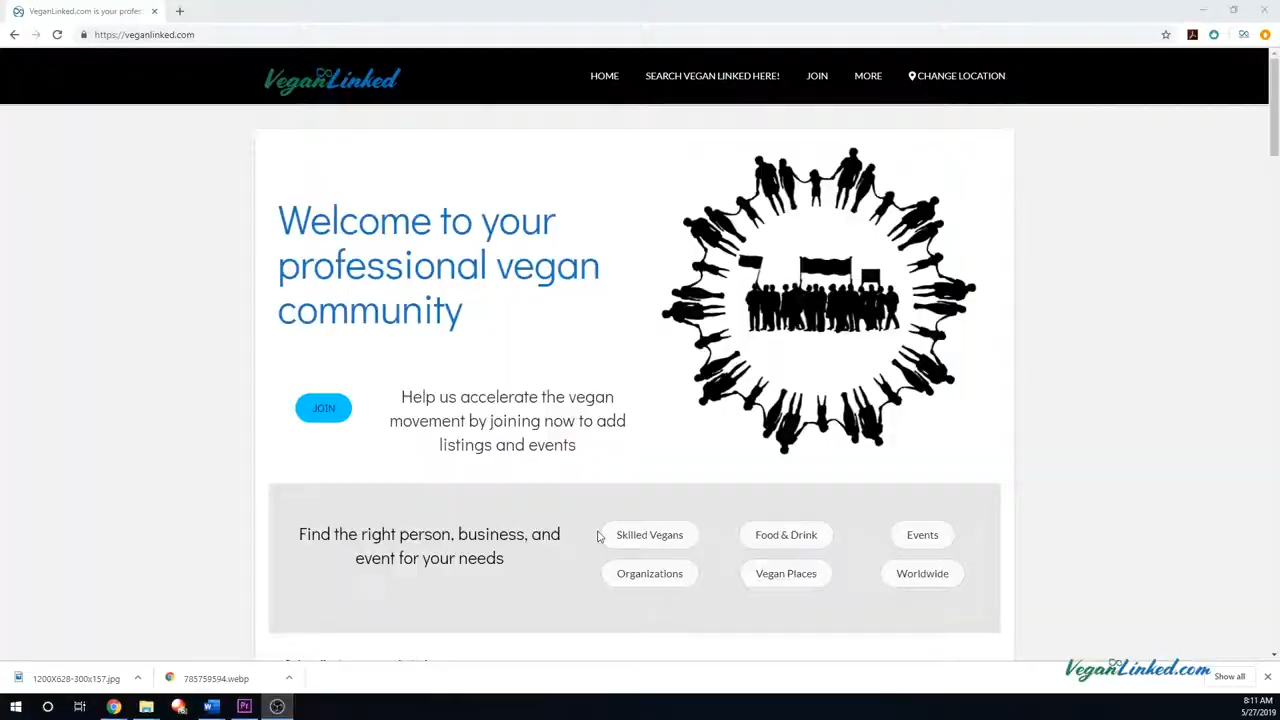 VeganLinked.com is your profes
https://veganlinked.com
VeganLinked
HOME
SEARCH VEGAN LINKED HERE!
JOIN
MORE
CHANGE LOCATION
Welcome to your
professional vegan
community
JOIN
Help us accelerate the vegan
movement by joining now to add
listings and events
Find the right person, business, and
event for your needs
Skilled Vegans
Food & Drink
Events
Organizations
Vegan Places
Worldwide
1200X628-300x157.jpg
785759594.webp
VeganLinked.com
Show all
8:11 AM
5/27/2019